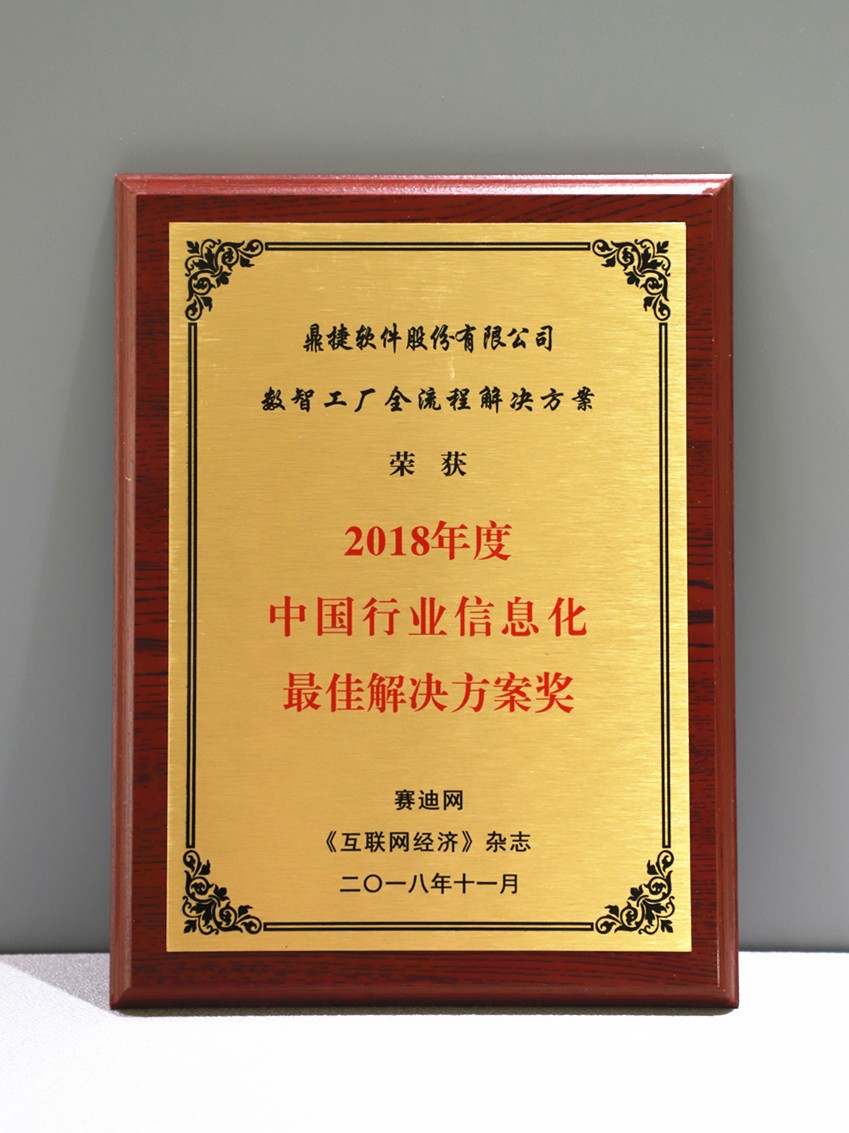 鼎捷软件股份有限公司
数智工厂全流程解决方案
荣 获
2018年度
中国行业信息化
最佳解决方案奖
赛迪网
《互联网经济》杂志
二〇一八年十一月